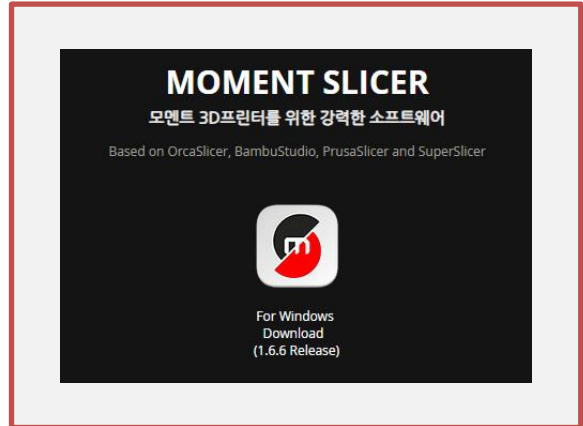 MOMENT SLICER
모멘트 3D프린터를 위한 강력한 소프트웨어
Based on OrcaSlicer, BambuStudio, PrusaSlicer and SuperSlicer
m
For Windows
Download
(1.6.6 Release)